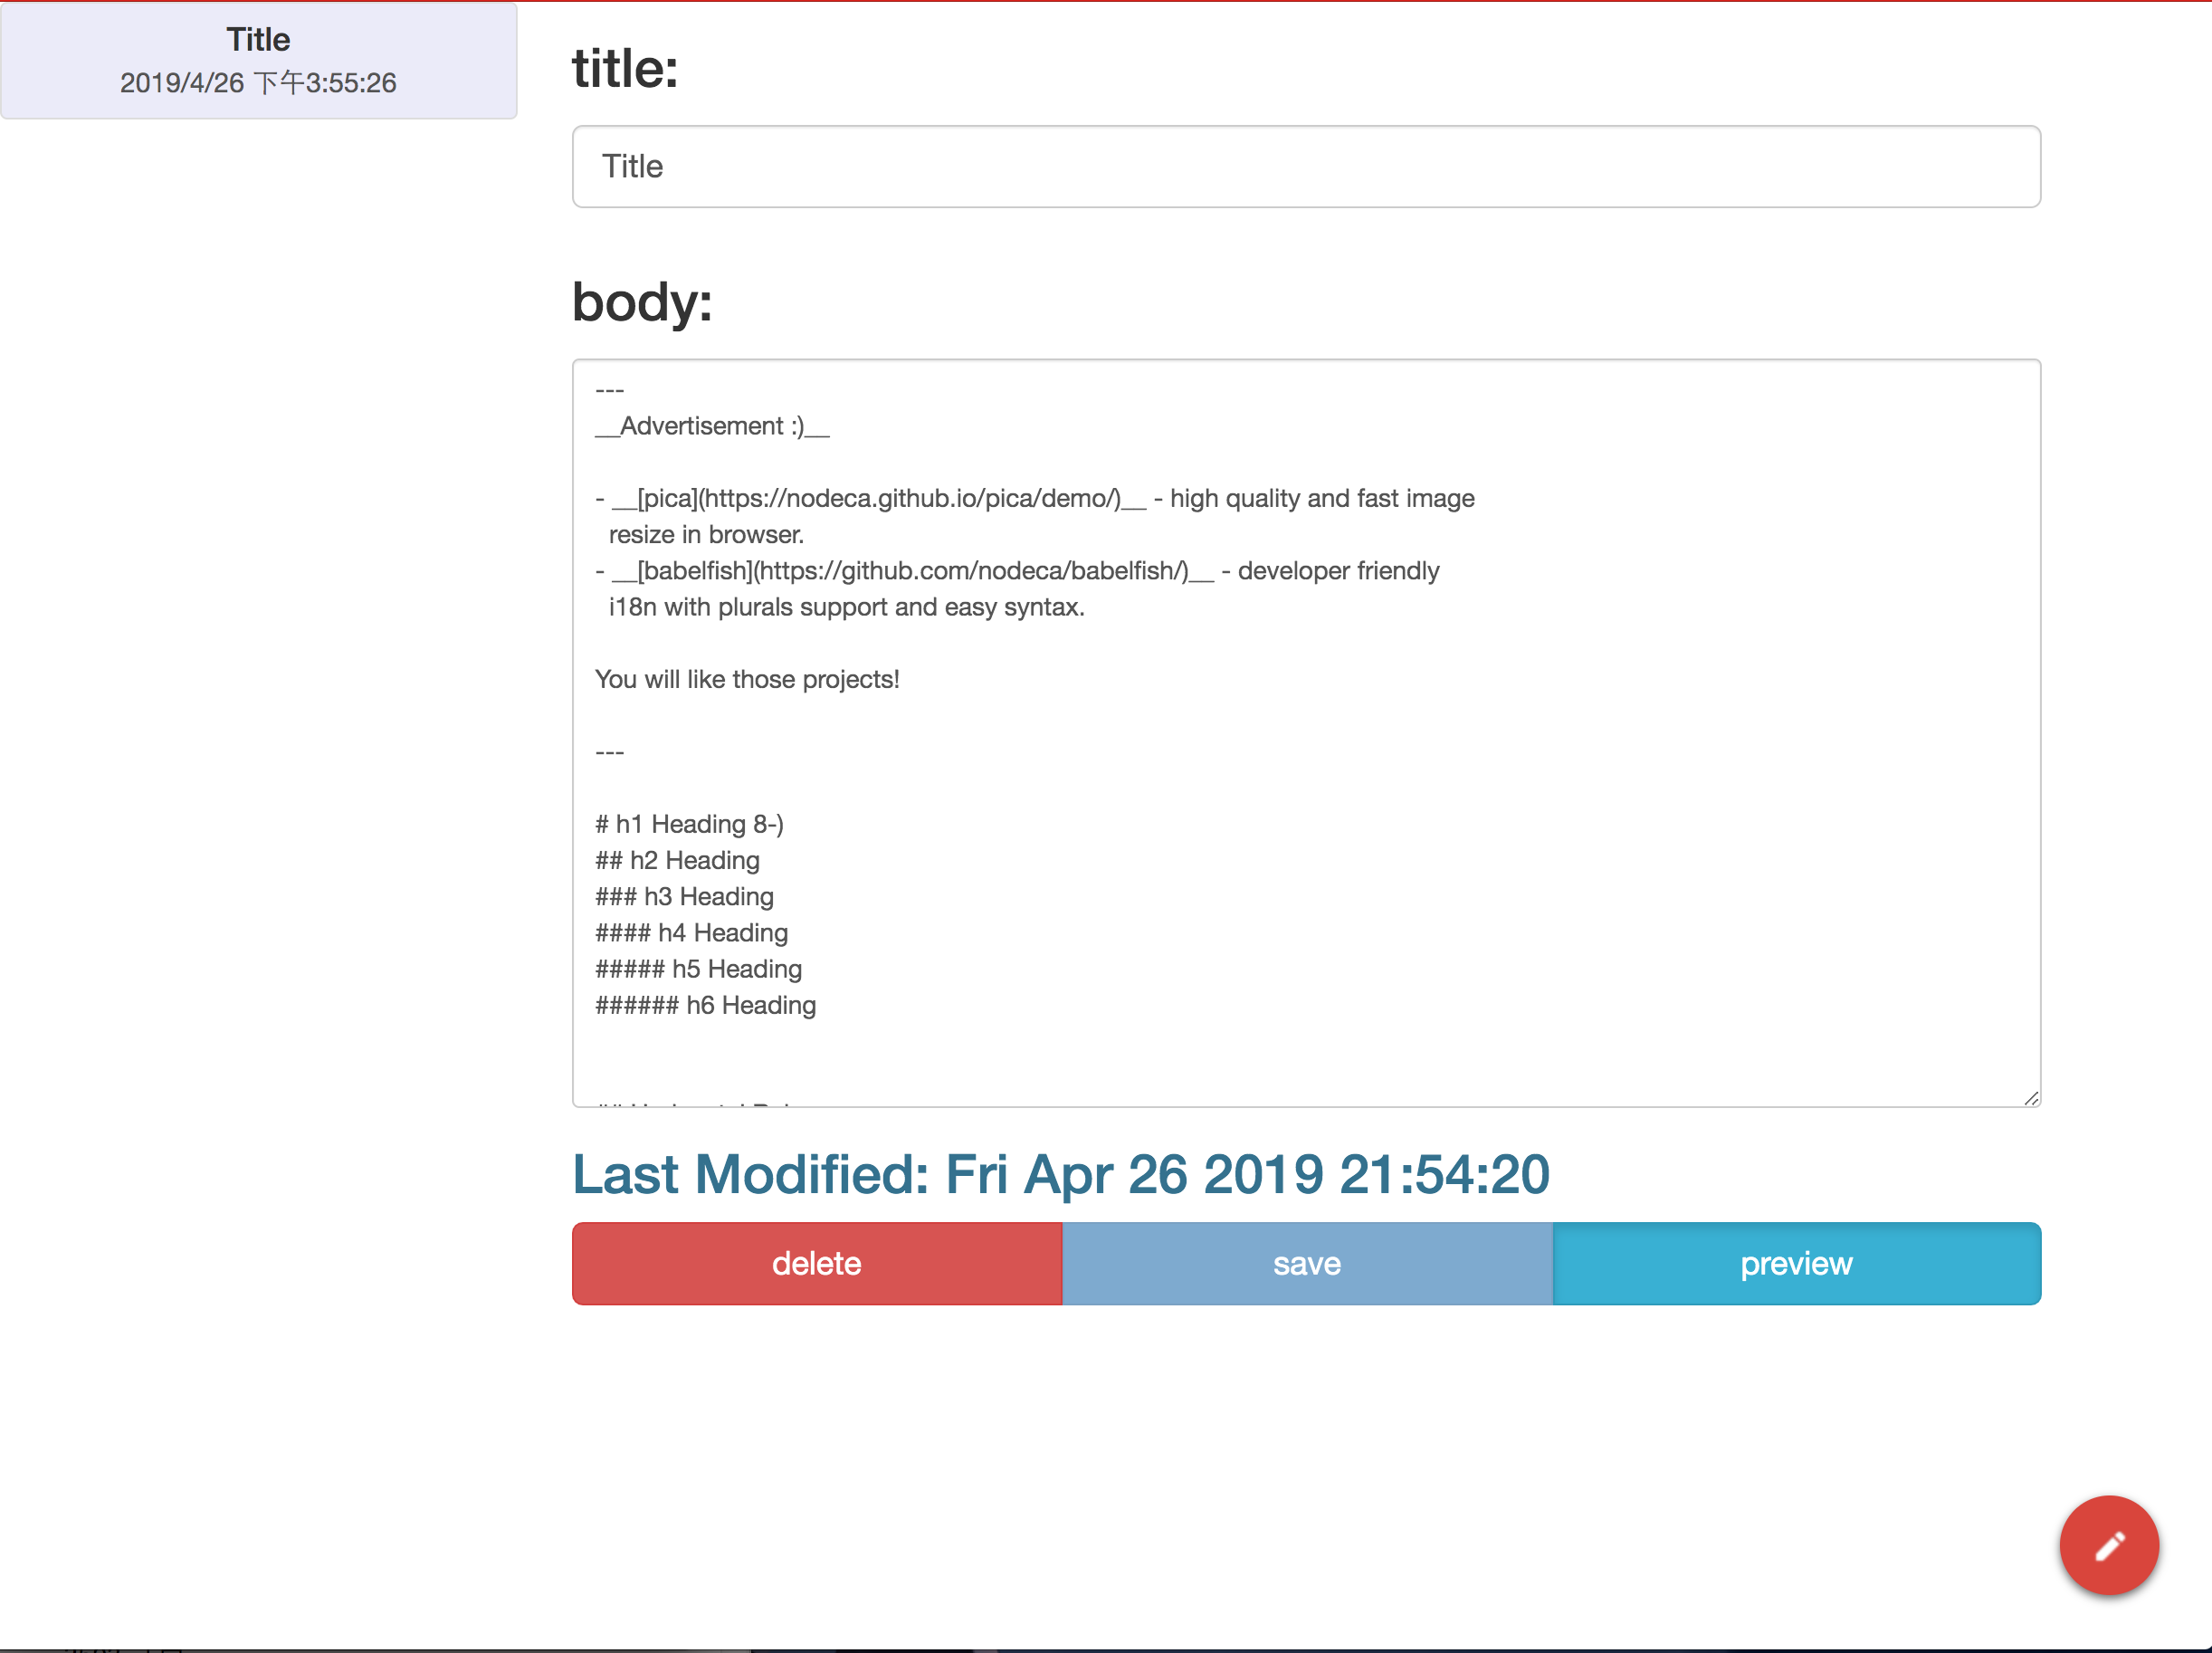 Title
2019/4/26 下午3:55:26
title:
Title
body:
---
__Advertisement :)__
- __[pica](https://nodeca.github.io/pica/demo/)__ - high quality and fast image
resize in browser.
- __[babelfish](https://github.com/nodeca/babelfish/)__ - developer friendly
i18n with plurals support and easy syntax.
You will like those projects!
---
# h1 Heading 8-)
## h2 Heading
### h3 Heading
#### h4 Heading
##### h5 Heading
###### h6 Heading
Last Modified: Fri Apr 26 2019 21:54:20
delete
save
preview